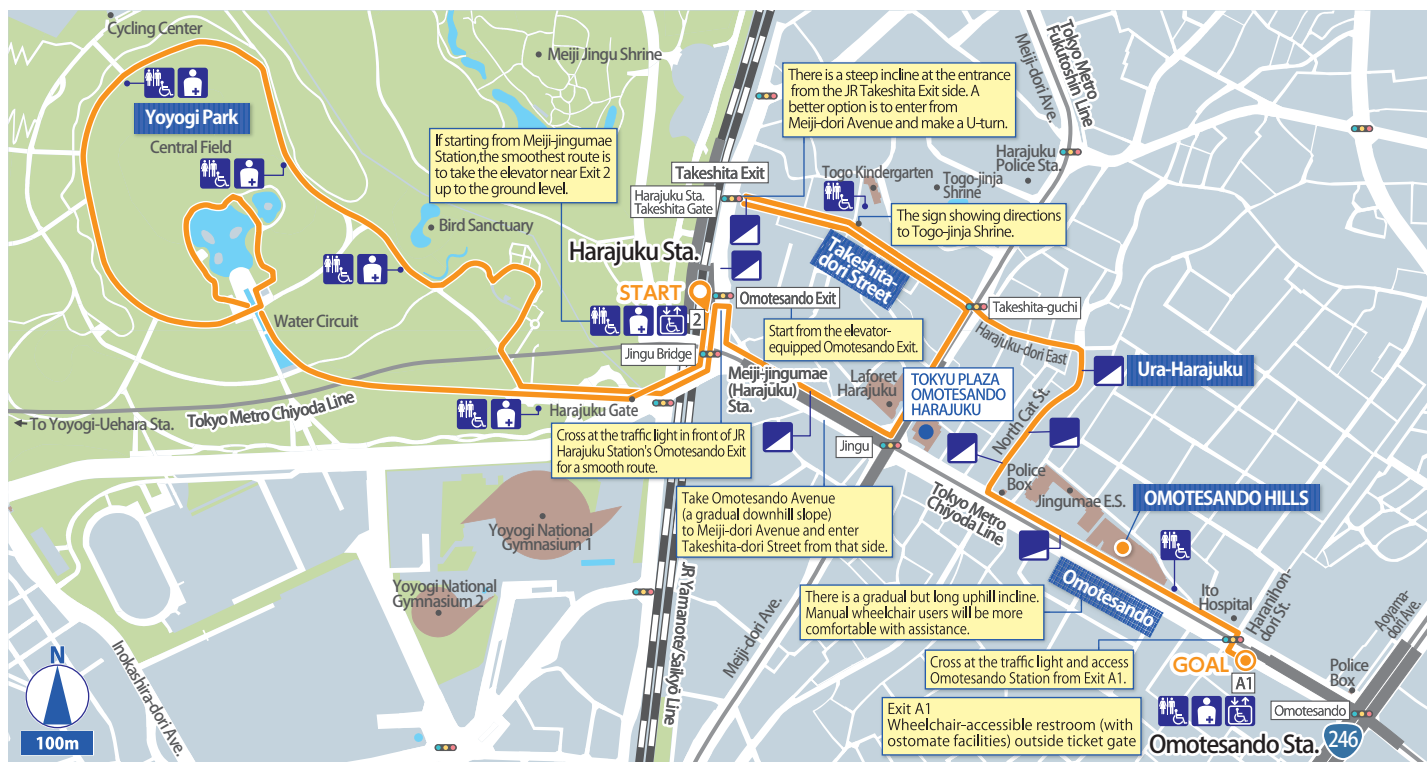 Cycling Center
Meiji Jingu Shrine
Yoyogi Park
Central Field
If starting from Meiji-jingumae
Station,the smoothest route is
to take the elevator near Exit 2
up to the ground level.
There is a steep incline at the entrance
from the JR Takeshita Exit side. A
better option is to enter from
Meiji-dori Avenue and make a U-turn.
Meiji-dori Ave.
Tokyo Metro
Fukutoshin Line
Harajuku
Police Sta.
Takeshita Exit
Harajuku Sta.
Takeshita Gate
Togo Kindergarten
Togo-jinja
Shrine
The sign showing directions
to Togo-jinja Shrine.
Bird Sanctuary
Harajuku Sta.
Takeshita-
dori Street
START
2
Omotesando Exit
Takeshita-guchi
Water Circuit
Start from the elevator-
equipped Omotesando Exit.
Harajuku-dori East
Jingu Bridge
Meiji-jingumae
(Harajuku)
Sta.
Laforet
Harajuku
TOKYU PLAZA
OMOTESANDO
HARAJUKU
Ura-Harajuku
North Cat St.
Tokyo Metro Chiyoda Line
To Yoyogi-Uehara Sta.
Harajuku Gate
Cross at the traffic light in front of JR
Harajuku Station's Omotesando Exit
for a smooth route.
Jingu
Police
Box
Jingumae E.S.
OMOTESANDO HILLS
Tokyo Metro
Chiyoda Line
Take Omotesando Avenue
(a gradual downhill slope)
to Meiji-dori Avenue and enter
Takeshita-dori Street from that side.
Yoyogi National
Gymnasium 1
Yoyogi National
Gymnasium 2
JR Yamanote/Saikyō Line
Meiji-dori Ave.
There is a gradual but long uphill incline.
Manual wheelchair users will be more
comfortable with assistance.
Omotesando
Ito
Hospital
Haranihon-
dori St.
Aoyama-
dori Ave.
Cross at the traffic light and access
Omotesando Station from Exit A1.
GOAL
A1
Police
Box
Exit A1
Wheelchair-accessible restroom (with
ostomate facilities) outside ticket gate
Omotesando
Omotesando Sta.
246
Inokashira-dori Ave.
N
100m